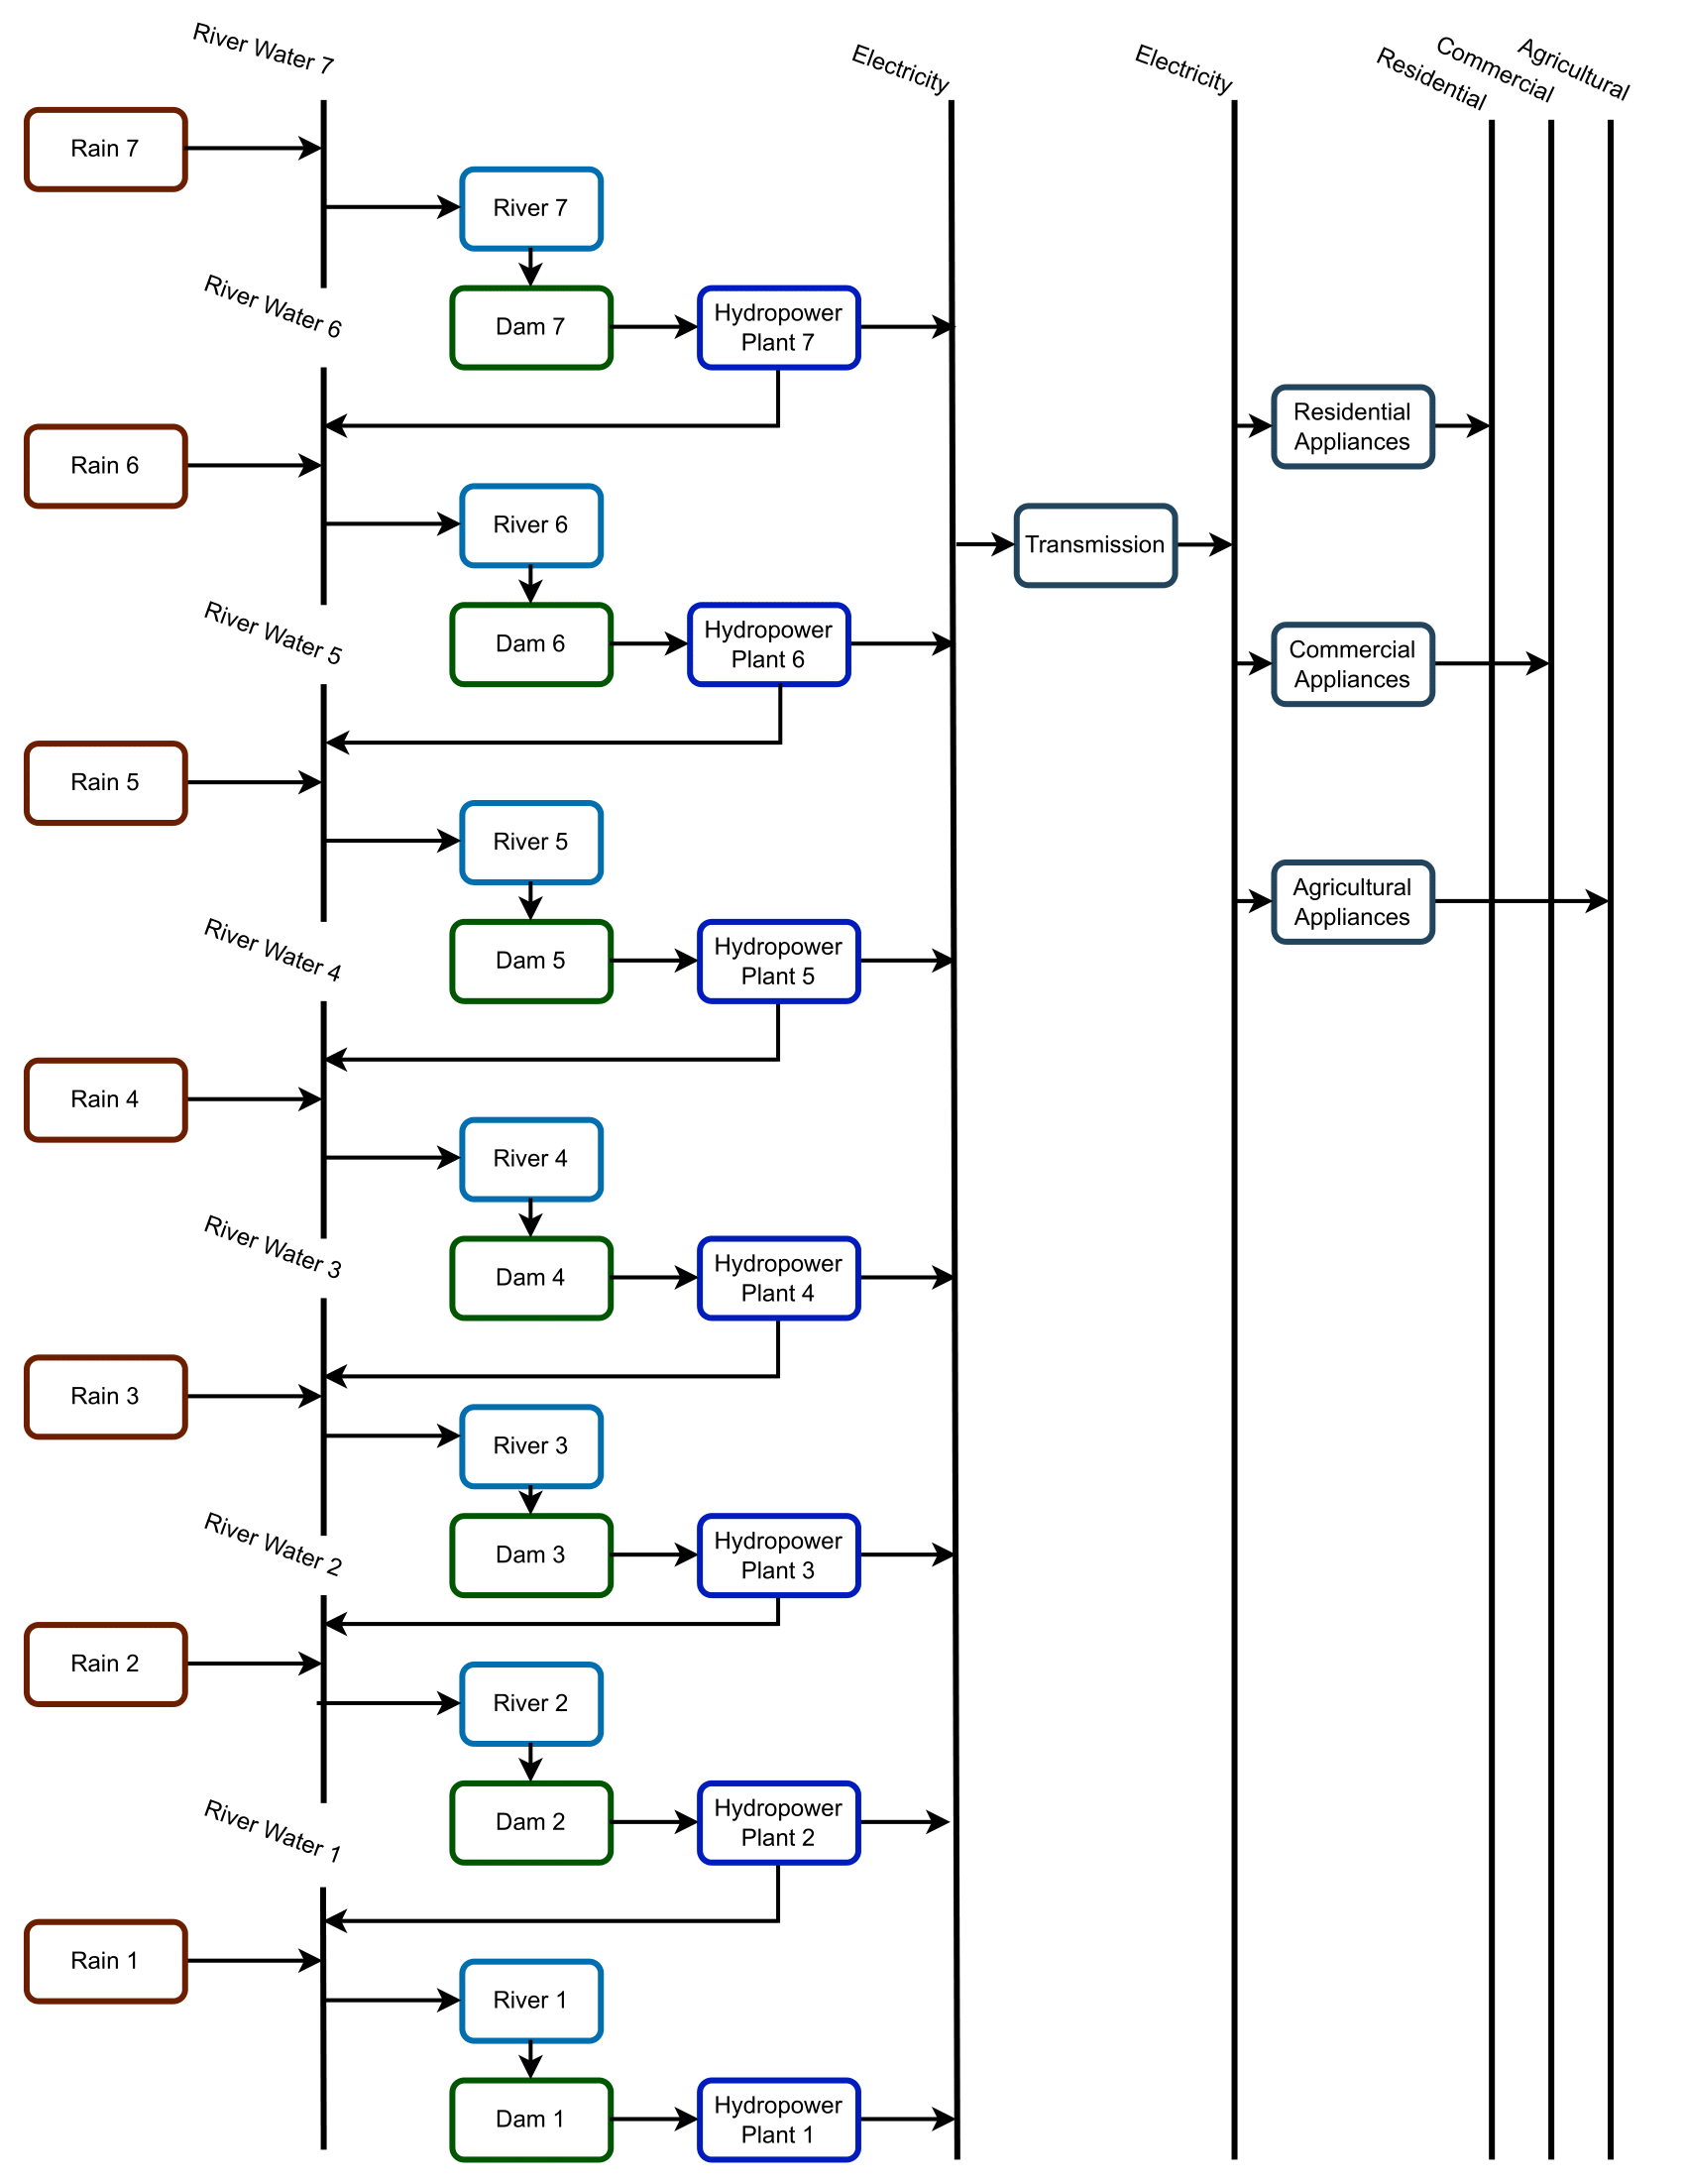 River Water 7
Electricity
Electricity
Residential
Commercial
Agricultural
Rain 7
River 7
River Water 6
Dam 7
Hydropower
Plant 7
Residential
Appliances
Rain 6
River 6
Transmission
River Water 5
Dam 6
Hydropower
Plant 6
Commercial
Appliances
Rain 5
River 5
Agricultural
Appliances
River Water 4
Dam 5
Hydropower
Plant 5
Rain 4
River 4
River Water 3
Dam 4
Hydropower
Plant 4
Rain 3
River 3
River Water 2
Dam 3
Hydropower
Plant 3
Rain 2
River 2
River Water 1
Dam 2
Hydropower
Plant 2
Rain 1
River 1
Dam 1
Hydropower
Plant 1